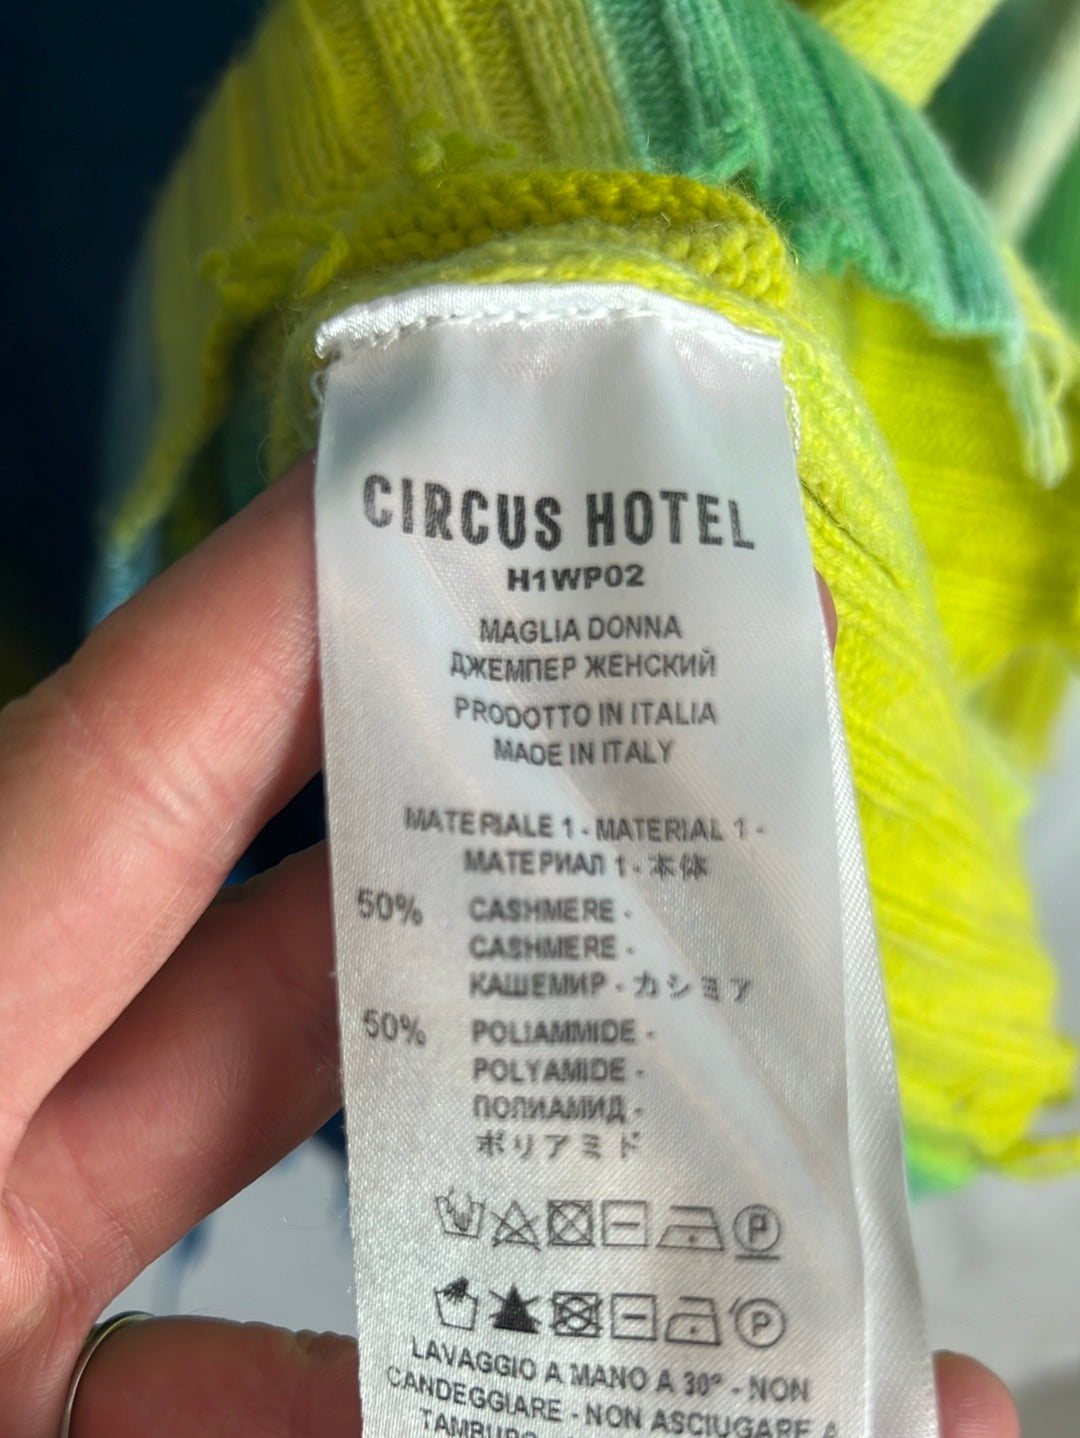 CIRCUS HOTEL
H1WP02
MAGLIA DONNA
ДЖЕМПЕР ЖЕНСКИЙ
PRODOTTO IN ITALIA
MADE IN ITALY
MATERIALE 1 - MATERIAL 1 -
МАТЕРИАЛ 1 - 本体
50% CASHMERE -
CASHMERE -
КАШЕМИР - カシミア
50% POLIAMMIDE -
POLYAMIDE -
ПОЛИАМИД -
ポリアミド
P
P
LAVAGGIO A MANO A 30° - NON
CANDEGGIARE - NON ASCIUGARE A
TAMBURO